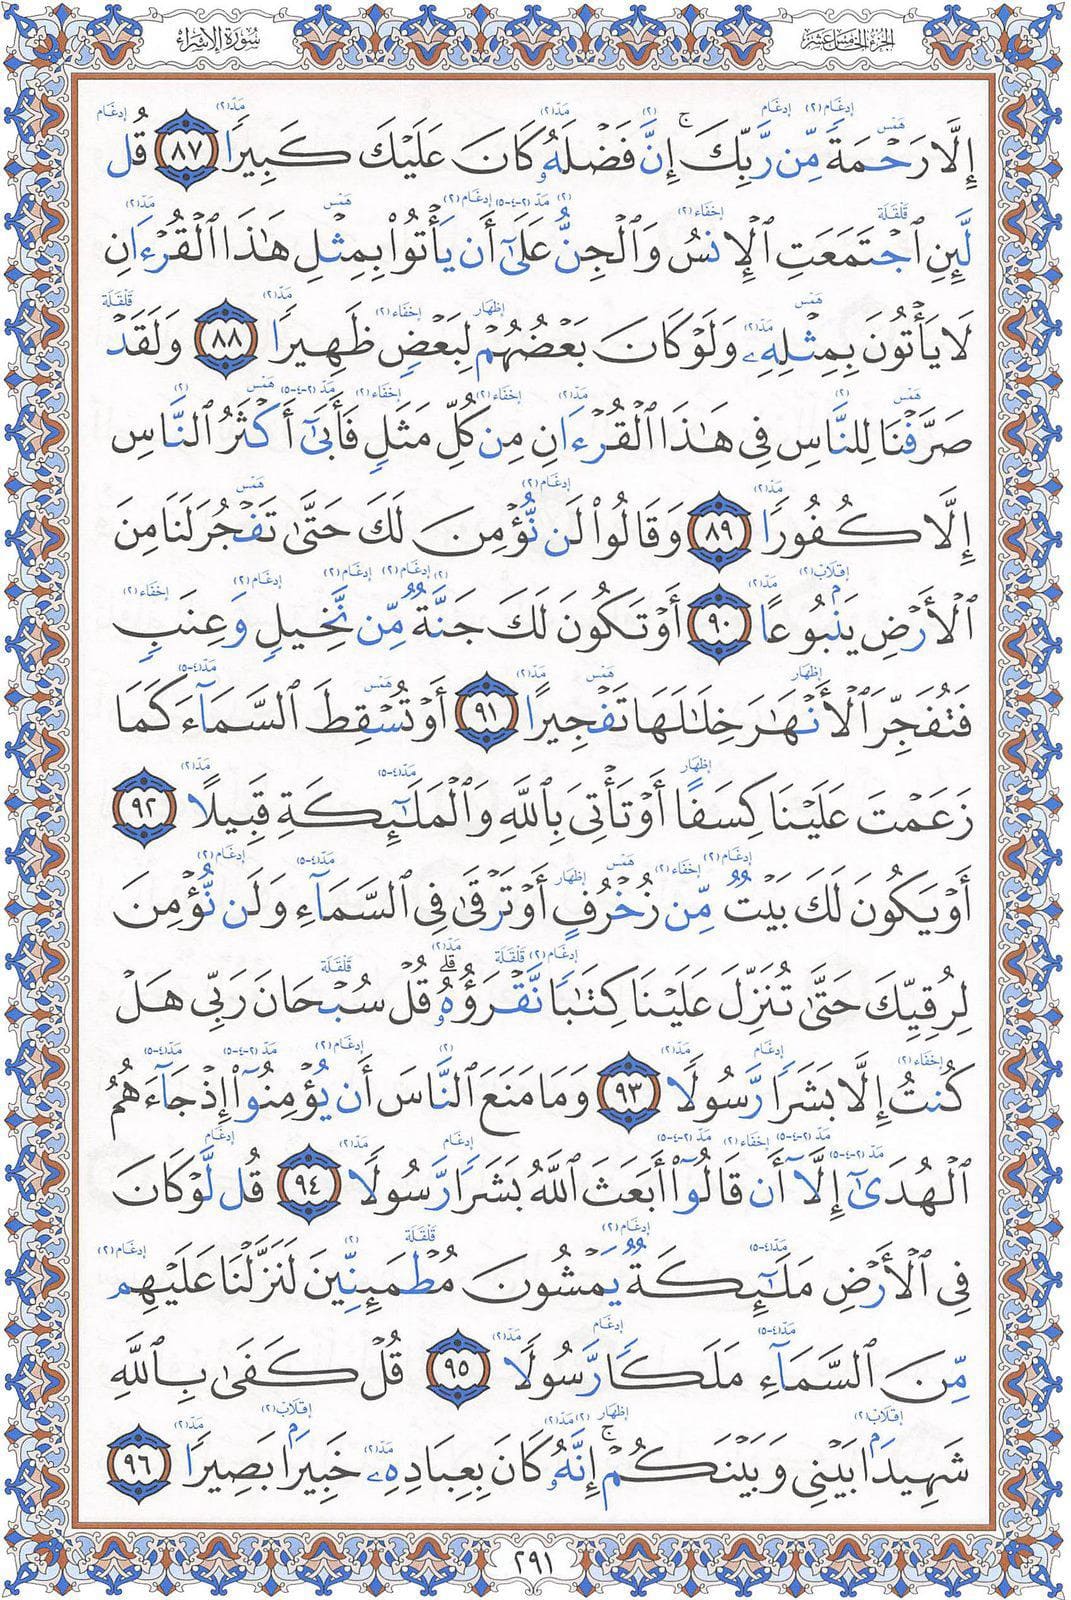 الجزء الخامس عشر
سورة الإسراء
إِلَّا رَحْمَةً مِّن رَّبِّكَ ۚ إِنَّ فَضْلَهُۥ كَانَ عَلَيْكَ كَبِيرًا ٨٧ قُل
لَّئِنِ ٱجْتَمَعَتِ ٱلْإِنسُ وَٱلْجِنُّ عَلَىٰٓ أَن يَأْتُوا۟ بِمِثْلِ هَـٰذَا ٱلْقُرْءَانِ
لَا يَأْتُونَ بِمِثْلِهِۦ وَلَوْ كَانَ بَعْضُهُمْ لِبَعْضٍ ظَهِيرًا ٨٨ وَلَقَدْ
صَرَّفْنَا لِلنَّاسِ فِى هَـٰذَا ٱلْقُرْءَانِ مِن كُلِّ مَثَلٍ فَأَبَىٰٓ أَكْثَرُ ٱلنَّاسِ
إِلَّا كُفُورًا ٨٩ وَقَالُوا۟ لَن نُّؤْمِنَ لَكَ حَتَّىٰ تَفْجُرَ لَنَا مِنَ
ٱلْأَرْضِ يَنۢبُوعًا ٩٠ أَوْ تَكُونَ لَكَ جَنَّةٌ مِّن نَّخِيلٍ وَعِنَبٍ
فَتُفَجِّرَ ٱلْأَنْهَـٰرَ خِلَـٰلَهَا تَفْجِيرًا ٩١ أَوْ تُسْقِطَ ٱلسَّمَآءَ كَمَا
زَعَمْتَ عَلَيْنَا كِسَفًا أَوْ تَأْتِىَ بِٱللَّهِ وَٱلْمَلَـٰٓئِكَةِ قَبِيلًا ٩٢
أَوْ يَكُونَ لَكَ بَيْتٌ مِّن زُخْرُفٍ أَوْ تَرْقَىٰ فِى ٱلسَّمَآءِ وَلَن نُّؤْمِنَ
لِرُقِيِّكَ حَتَّىٰ تُنَزِّلَ عَلَيْنَا كِتَـٰبًا نَّقْرَؤُهُۥ ۗ قُلْ سُبْحَانَ رَبِّى هَلْ
كُنتُ إِلَّا بَشَرًا رَّسُولًا ٩٣ وَمَا مَنَعَ ٱلنَّاسَ أَن يُؤْمِنُوٓا۟ إِذْ جَآءَهُمُ
ٱلْهُدَىٰٓ إِلَّآ أَن قَالُوٓا۟ أَبَعَثَ ٱللَّهُ بَشَرًا رَّسُولًا ٩٤ قُل لَّوْ كَانَ
فِى ٱلْأَرْضِ مَلَـٰٓئِكَةٌ يَمْشُونَ مُطْمَئِنِّينَ لَنَزَّلْنَا عَلَيْهِم
مِّنَ ٱلسَّمَآءِ مَلَكًا رَّسُولًا ٩٥ قُلْ كَفَىٰ بِٱللَّهِ
شَهِيدًۢا بَيْنِى وَبَيْنَكُمْ ۚ إِنَّهُۥ كَانَ بِعِبَادِهِۦ خَبِيرًۢا بَصِيرًا ٩٦
٢٩١